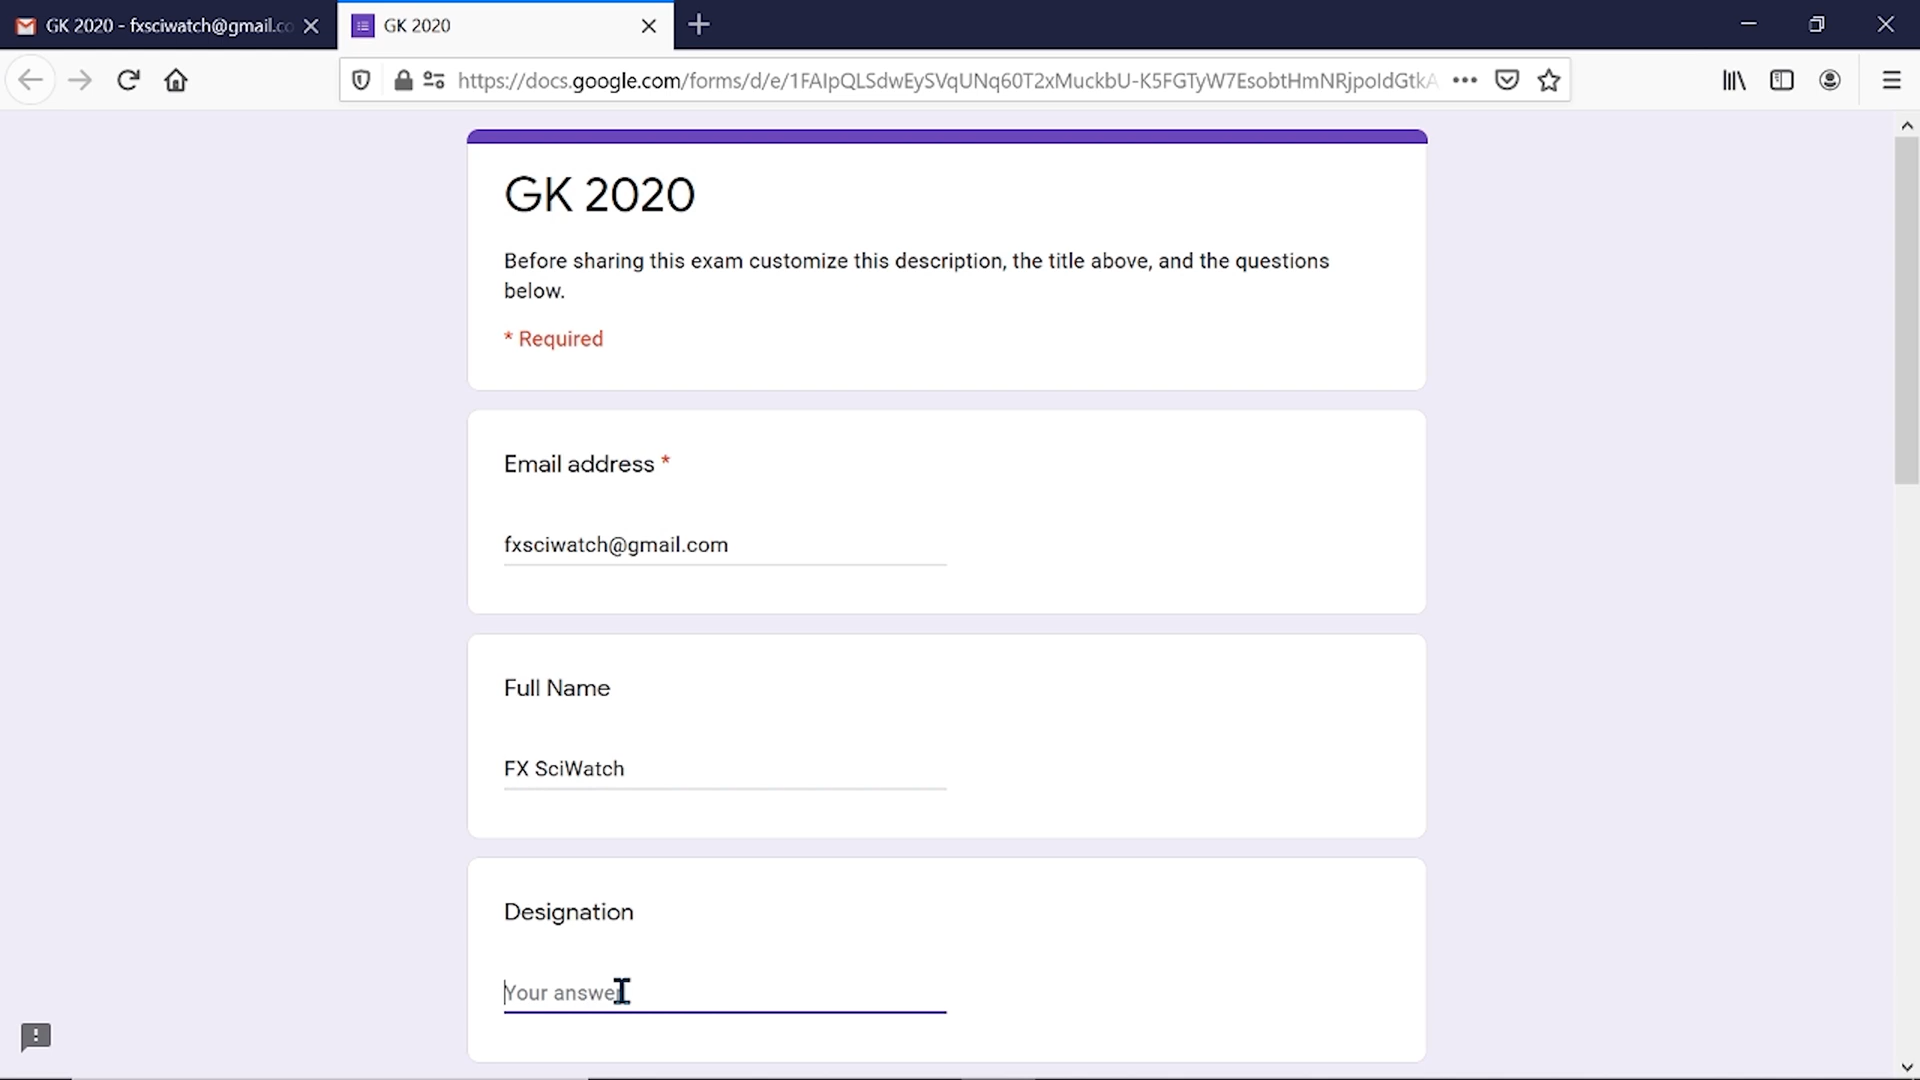 GK 2020 - fxsciwatch@gmail.co
GK 2020
https://docs.google.com/forms/d/e/1FAIpQLSdwEySVqUNq60T2xMuckbU-K5FGTyW7EsobtHmNRjpoIdGtkA
GK 2020
Before sharing this exam customize this description, the title above, and the questions
below.
* Required
Email address *
fxsciwatch@gmail.com
Full Name
FX SciWatch
Designation
Your answer